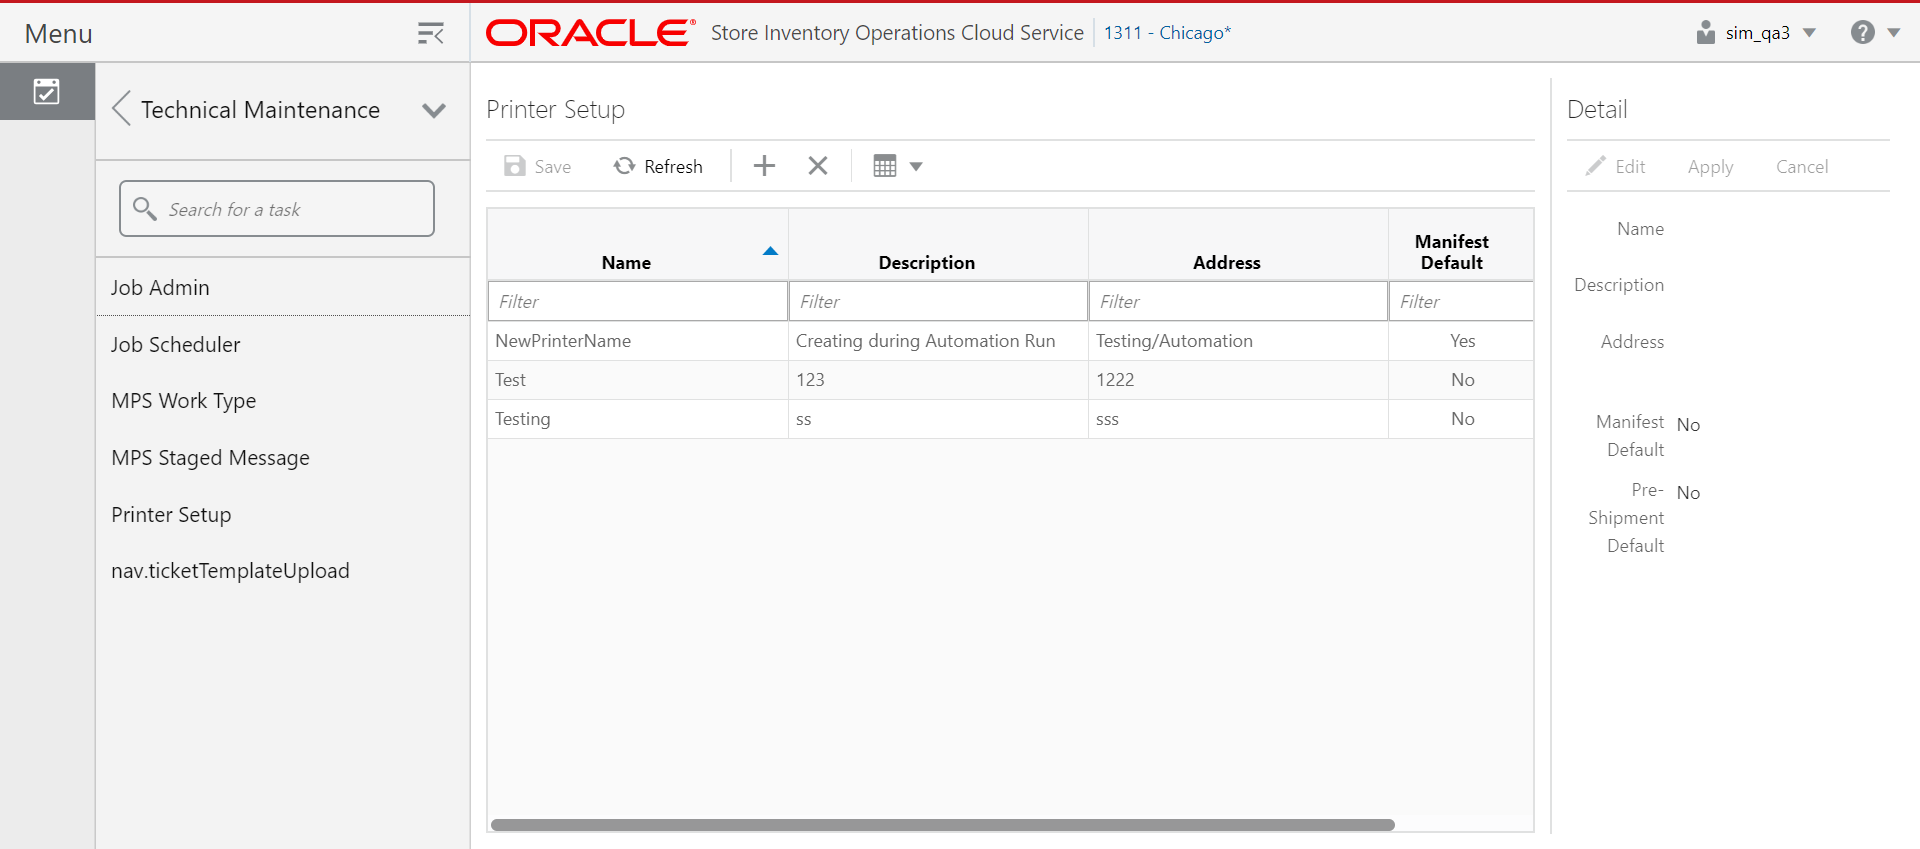 Menu
ORACLE® Store Inventory Operations Cloud Service 1311 - Chicago*
sim_qa3
?
Technical Maintenance
Search for a task
Job Admin
Job Scheduler
MPS Work Type
MPS Staged Message
Printer Setup
nav.ticketTemplateUpload
Printer Setup
Save Refresh
Name Description Address Manifest Default
Filter Filter Filter Filter
NewPrinterName Creating during Automation Run Testing/Automation Yes
Test 123 1222 No
Testing ss sss No
Detail
Edit Apply Cancel
Name
Description
Address
Manifest
Default No
Pre-
Shipment
Default No